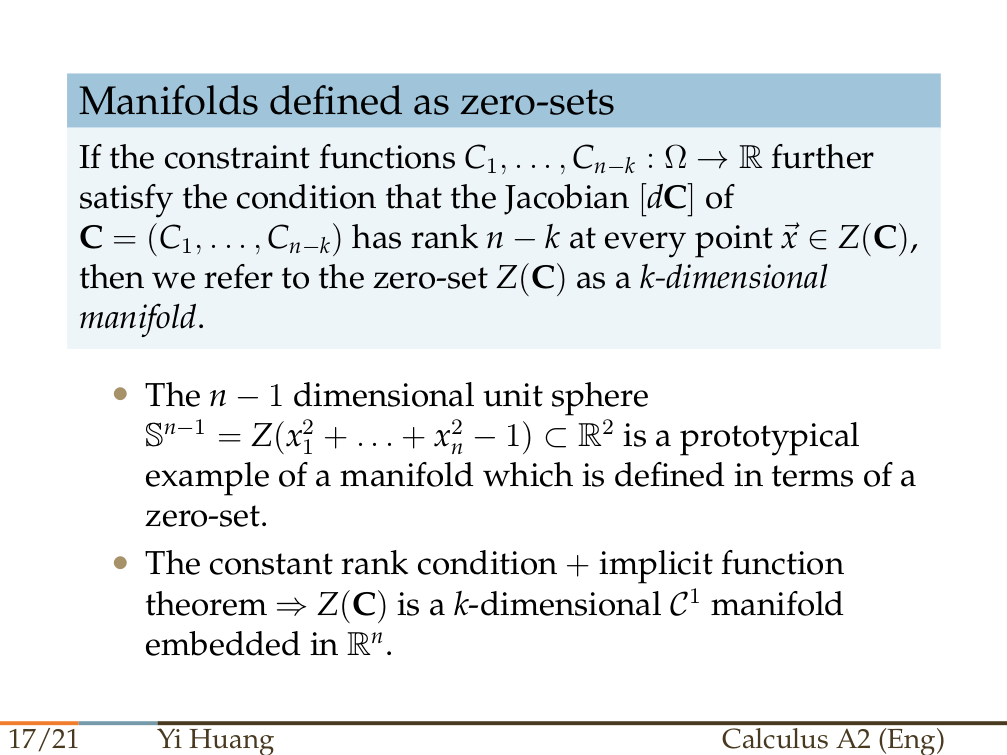 Manifolds defined as zero-sets
If the constraint functions C₁, . . . , Cₙ₋ₖ : Ω → ℝ further
satisfy the condition that the Jacobian [dC] of
C = (C₁, . . . , Cₙ₋ₖ) has rank n − k at every point x⃗ ∈ Z(C),
then we refer to the zero-set Z(C) as a k-dimensional
manifold.
• The n − 1 dimensional unit sphere
𝕊ⁿ⁻¹ = Z(x₁² + . . . + xₙ² − 1) ⊂ ℝ² is a prototypical
example of a manifold which is defined in terms of a
zero-set.
• The constant rank condition + implicit function
theorem ⇒ Z(C) is a k-dimensional 𝒞¹ manifold
embedded in ℝⁿ.
17/21 Yi Huang Calculus A2 (Eng)